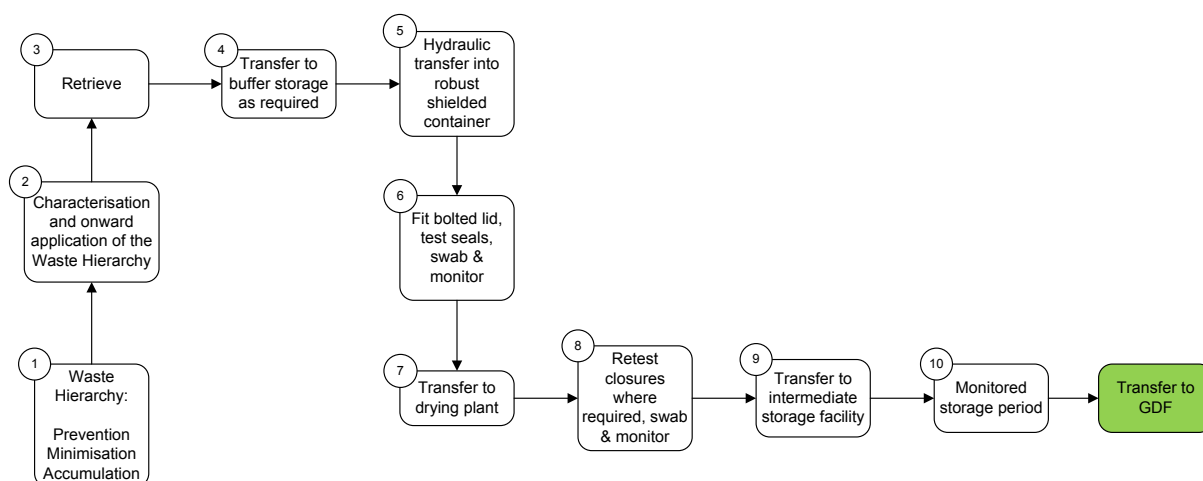 1
Waste
Hierarchy:
Prevention
Minimisation
Accumulation
2
Characterisation
and onward
application of the
Waste Hierarchy
3
Retrieve
4
Transfer to
buffer storage
as required
5
Hydraulic
transfer into
robust
shielded
container
6
Fit bolted lid,
test seals,
swab &
monitor
7
Transfer to
drying plant
8
Retest
closures
where
required, swab
& monitor
9
Transfer to
intermediate
storage facility
10
Monitored
storage period
Transfer to
GDF